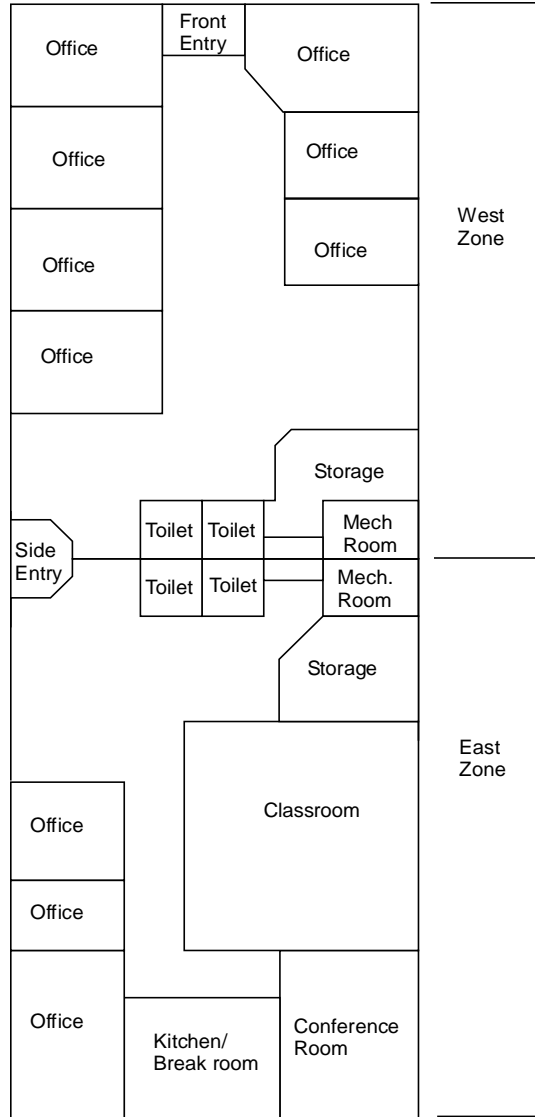 Office
Front
Entry
Office
Office
Office
Office
Office
Office
West
Zone
Storage
Toilet
Toilet
Mech
Room
Side
Entry
Toilet
Toilet
Mech.
Room
Storage
East
Zone
Classroom
Office
Office
Office
Kitchen/
Break room
Conference
Room